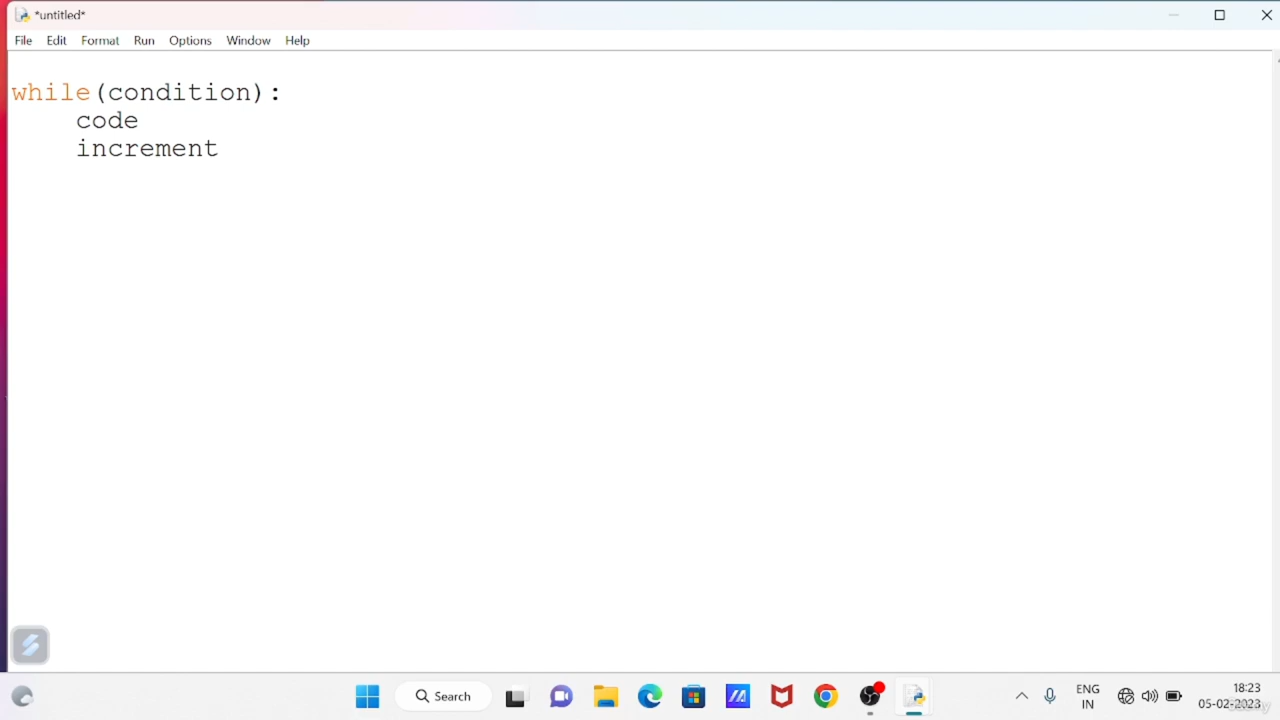 *untitled*
File Edit Format Run Options Window Help
while(condition):
code
increment
Search
ENG
IN
18:23
05-02-2023